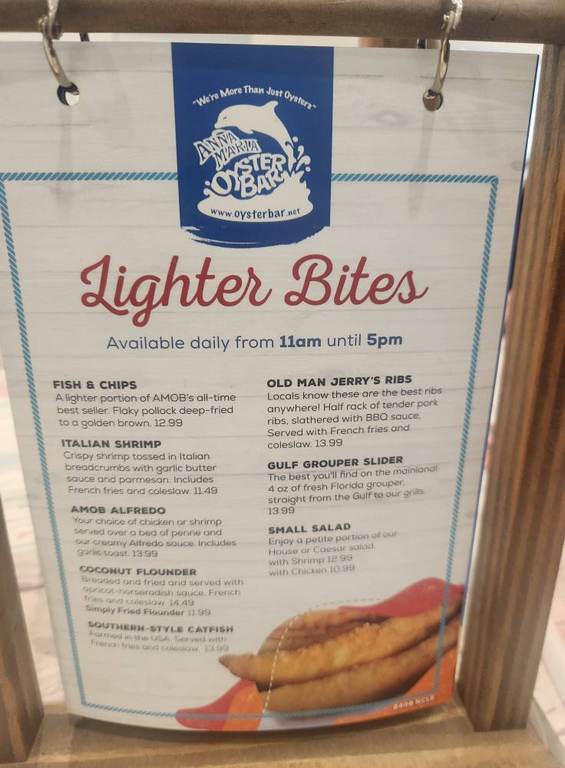 "We're More Than Just Oysters"
ANNA
MARIA
OYSTER
BAR
www.oysterbar.net
Lighter Bites
Available daily from 11am until 5pm
FISH & CHIPS
A lighter portion of AMOB's all-time
best seller. Flaky pollock deep-fried
to a golden brown. 12.99
ITALIAN SHRIMP
Crispy shrimp tossed in Italian
breadcrumbs with garlic butter
sauce and parmesan. Includes
French fries and coleslaw. 11.49
AMOB ALFREDO
Your choice of chicken or shrimp
served over a bed of penne and
our creamy Alfredo sauce. Includes
garlic toast. 13.99
COCONUT FLOUNDER
Breaded and fried and served with
apricot-horseradish sauce. French
fries and coleslaw. 14.49
Simply Fried Flounder 11.99
SOUTHERN-STYLE CATFISH
Farmed in the USA. Served with
French fries and coleslaw. 13.99
OLD MAN JERRY'S RIBS
Locals know these are the best ribs
anywhere! Half rack of tender pork
ribs, slathered with BBQ sauce.
Served with French fries and
coleslaw. 13.99
GULF GROUPER SLIDER
The best you'll find on the mainland!
4 oz of fresh Florida grouper,
straight from the Gulf to our grills.
13.99
SMALL SALAD
Enjoy a petite portion of our
House or Caesar salad.
with Shrimp 12.99
with Chicken 10.99